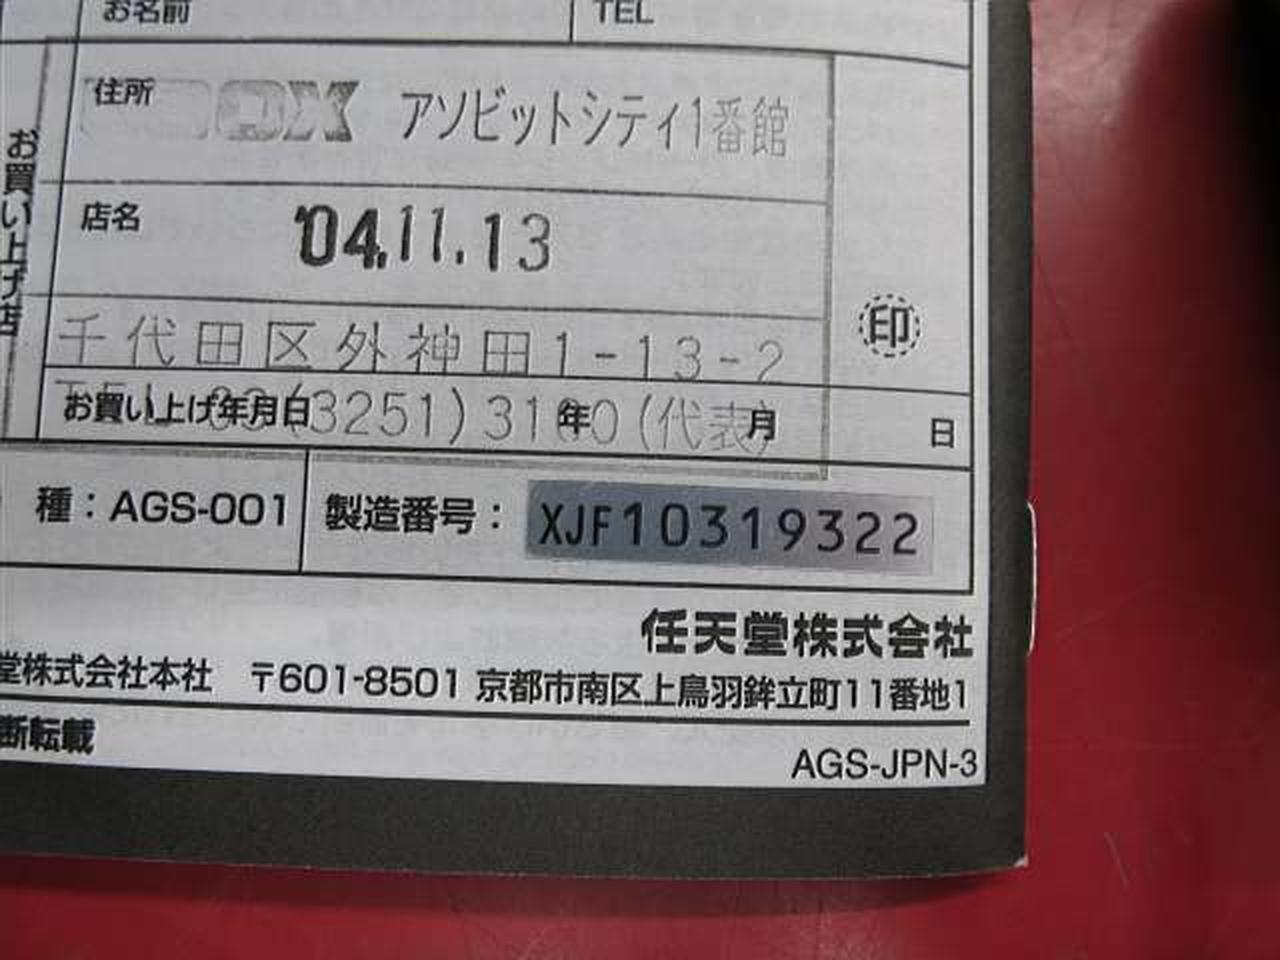 お名前 TEL
お買い上げ店
住所 アソビットシティ1番館
店名 '04.11.13
千代田区外神田1-13-2
印
お買い上げ年月日 年 月 日
(3251)3100(代表)
種：AGS-001 製造番号： XJF10319322
任天堂株式会社
堂株式会社本社 〒601-8501 京都市南区上鳥羽鉾立町11番地1
断転載
AGS-JPN-3